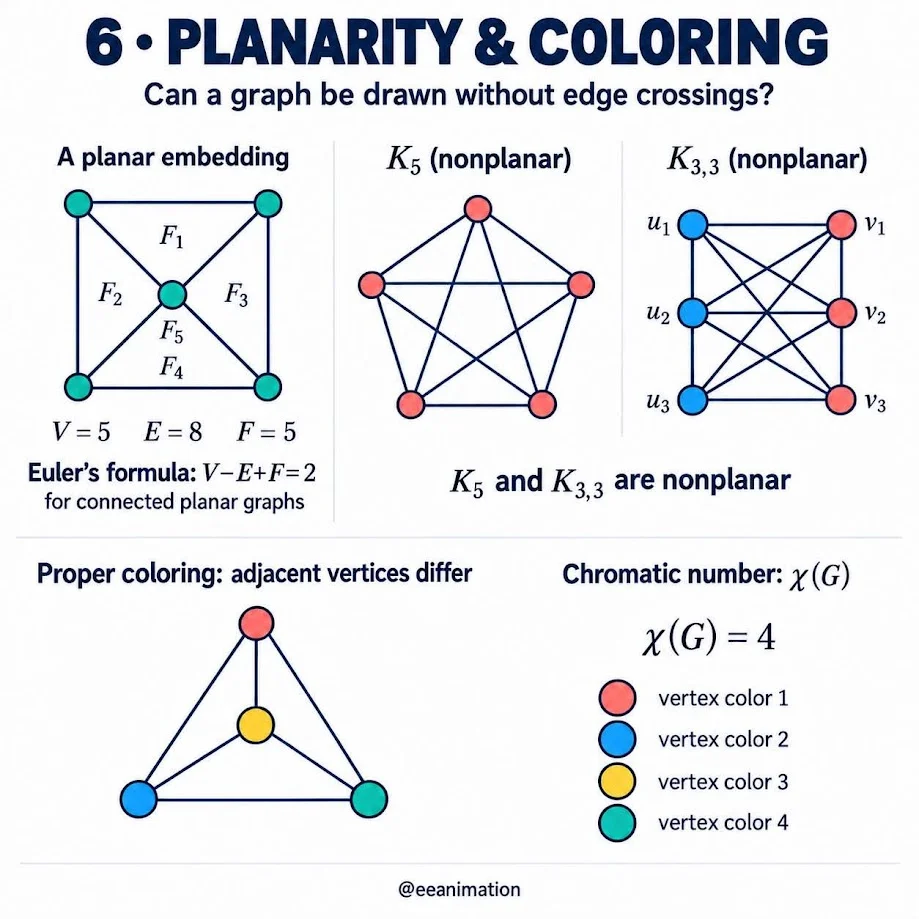 6 • PLANARITY & COLORING
Can a graph be drawn without edge crossings?
A planar embedding
F₁
F₂
F₃
F₅
F₄
V = 5 E = 8 F = 5
Euler's formula: V−E+F=2
for connected planar graphs
K₅ (nonplanar)
K₃,₃ (nonplanar)
u₁ v₁
u₂ v₂
u₃ v₃
K₅ and K₃,₃ are nonplanar
Proper coloring: adjacent vertices differ
Chromatic number: χ(G)
χ(G) = 4
vertex color 1
vertex color 2
vertex color 3
vertex color 4
@eeanimation